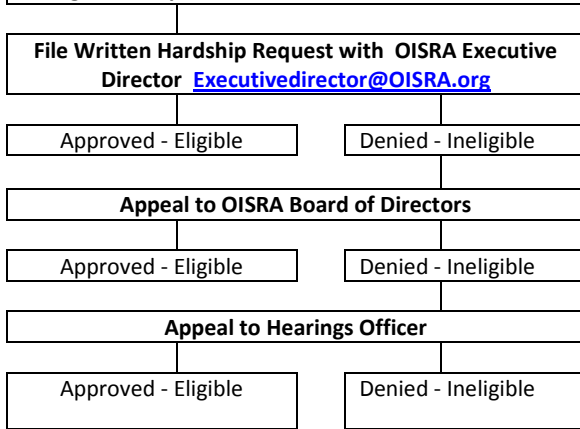 File Written Hardship Request with OISRA Executive
Director Executivedirector@OISRA.org
Approved - Eligible Denied - Ineligible
Appeal to OISRA Board of Directors
Approved - Eligible Denied - Ineligible
Appeal to Hearings Officer
Approved - Eligible Denied - Ineligible